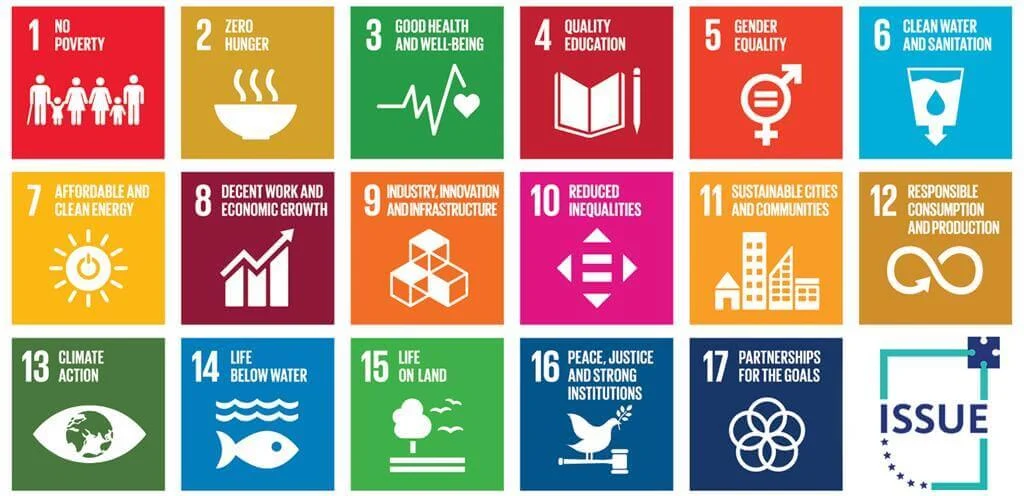 1 NO
POVERTY
2 ZERO
HUNGER
3 GOOD HEALTH
AND WELL-BEING
4 QUALITY
EDUCATION
5 GENDER
EQUALITY
6 CLEAN WATER
AND SANITATION
7 AFFORDABLE AND
CLEAN ENERGY
8 DECENT WORK AND
ECONOMIC GROWTH
9 INDUSTRY, INNOVATION
AND INFRASTRUCTURE
10 REDUCED
INEQUALITIES
11 SUSTAINABLE CITIES
AND COMMUNITIES
12 RESPONSIBLE
CONSUMPTION
AND PRODUCTION
13 CLIMATE
ACTION
14 LIFE
BELOW WATER
15 LIFE
ON LAND
16 PEACE, JUSTICE
AND STRONG
INSTITUTIONS
17 PARTNERSHIPS
FOR THE GOALS
ISSUE